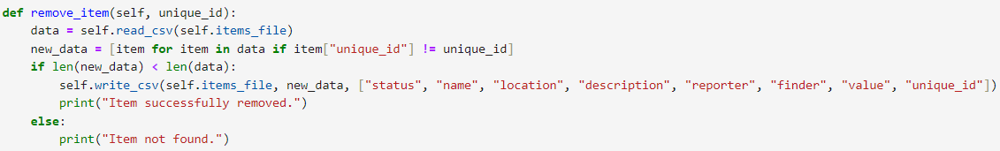 def remove_item(self, unique_id):
    data = self.read_csv(self.items_file)
    new_data = [item for item in data if item["unique_id"] != unique_id]
    if len(new_data) < len(data):
        self.write_csv(self.items_file, new_data, ["status", "name", "location", "description", "reporter", "finder", "value", "unique_id"])
        print("Item successfully removed.")
    else:
        print("Item not found.")